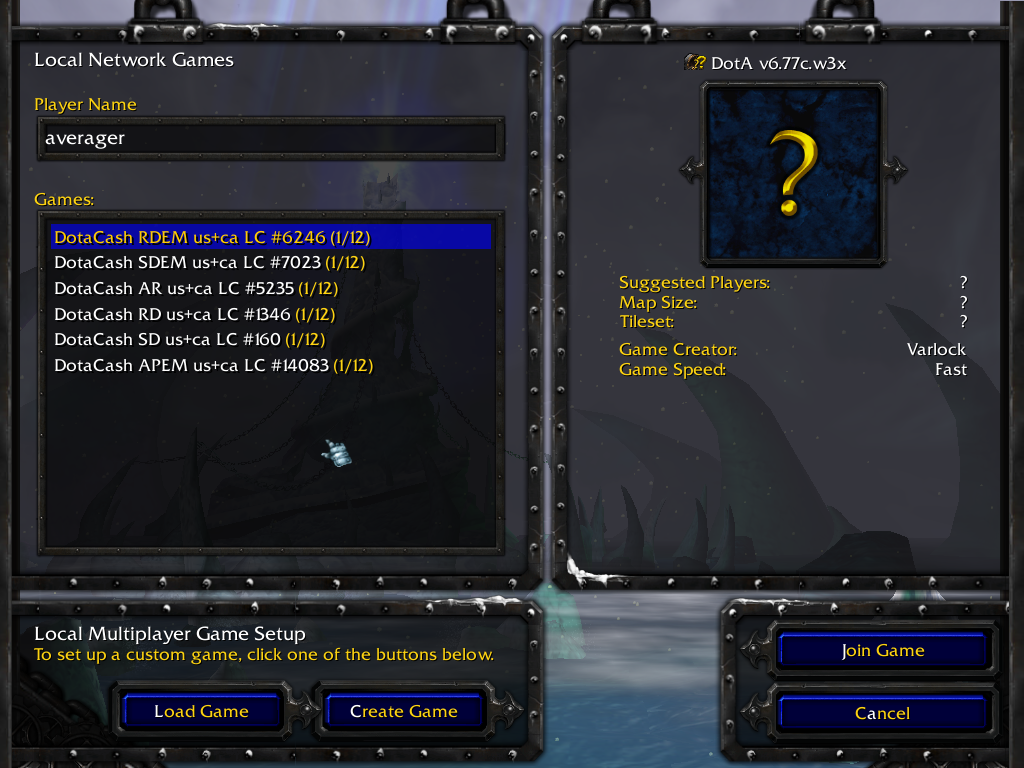 Local Network Games
Player Name
averager
Games:
DotaCash RDEM us+ca LC #6246 (1/12)
DotaCash SDEM us+ca LC #7023 (1/12)
DotaCash AR us+ca LC #5235 (1/12)
DotaCash RD us+ca LC #1346 (1/12)
DotaCash SD us+ca LC #160 (1/12)
DotaCash APEM us+ca LC #14083 (1/12)
DotA v6.77c.w3x
?
Suggested Players: ?
Map Size: ?
Tileset: ?
Game Creator: Varlock
Game Speed: Fast
Local Multiplayer Game Setup
To set up a custom game, click one of the buttons below.
Load Game
Create Game
Join Game
Cancel